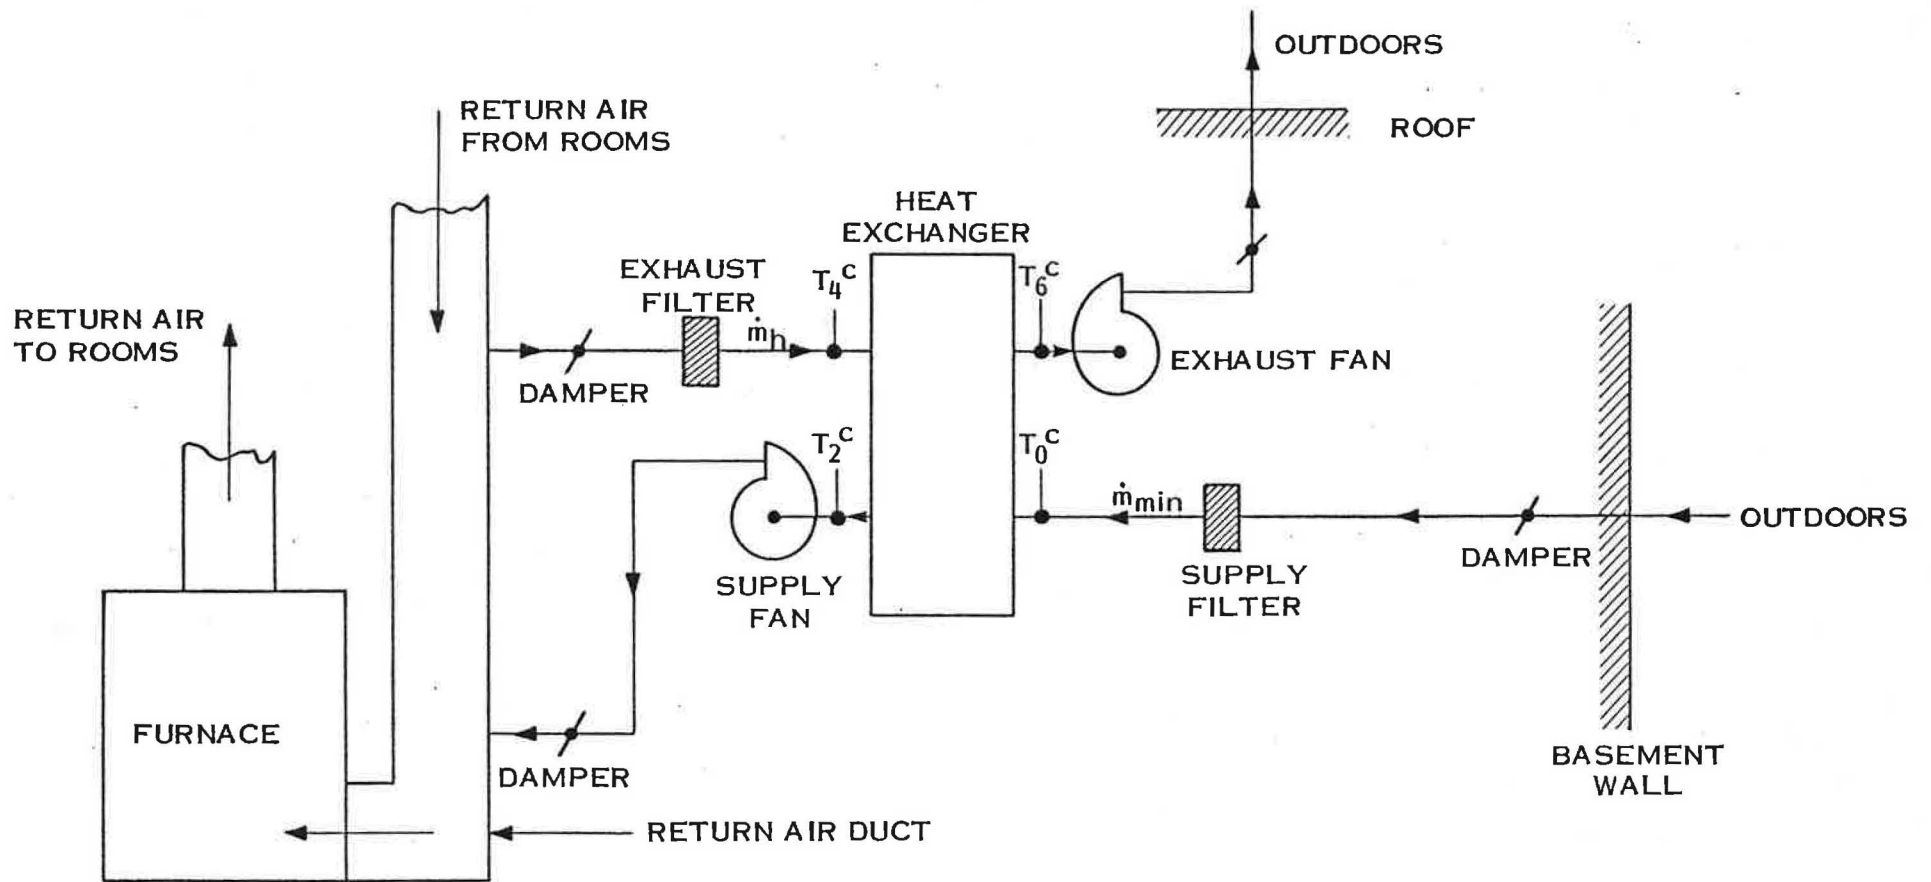 OUTDOORS
RETURN AIR
FROM ROOMS
ROOF
HEAT
EXCHANGER
EXHAUST
FILTER
T₄ᶜ
T₆ᶜ
RETURN AIR
TO ROOMS
ṁh
DAMPER
EXHAUST FAN
T₂ᶜ
T₀ᶜ
ṁmin
OUTDOORS
DAMPER
SUPPLY
FAN
SUPPLY
FILTER
FURNACE
DAMPER
BASEMENT
WALL
RETURN AIR DUCT